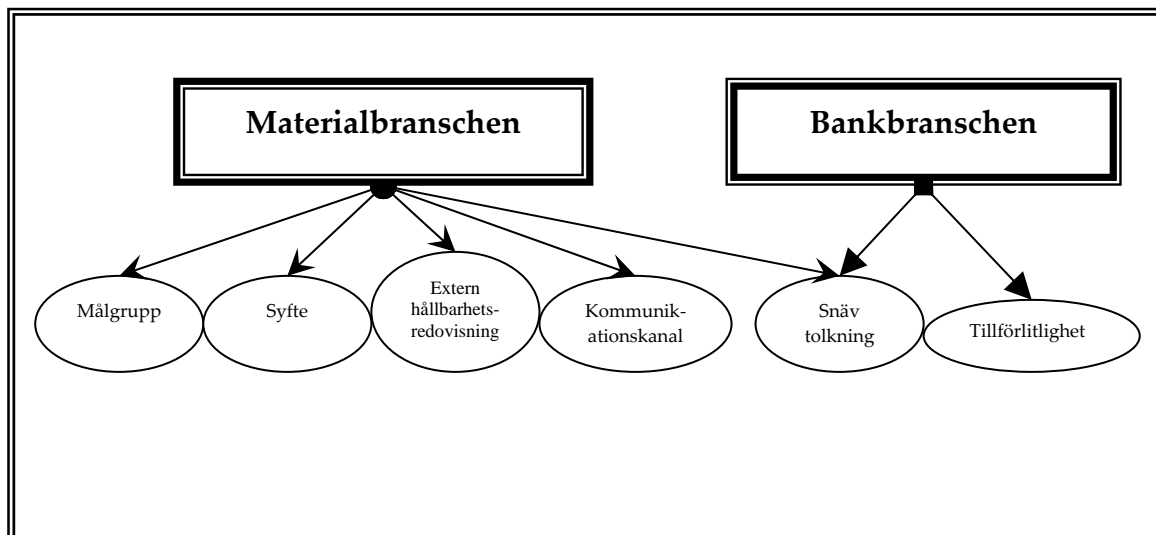 Materialbranschen
Bankbranschen
Målgrupp
Syfte
Extern
hållbarhets-
redovisning
Kommunik-
ationskanal
Snäv
tolkning
Tillförlitlighet